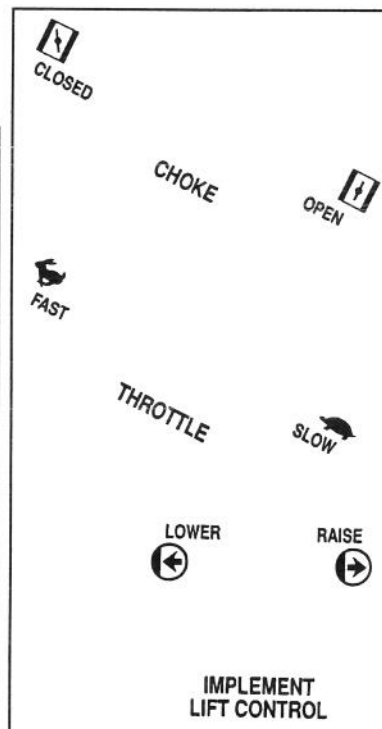 CLOSED
CHOKE
OPEN
FAST
THROTTLE
SLOW
LOWER
RAISE
IMPLEMENT
LIFT CONTROL